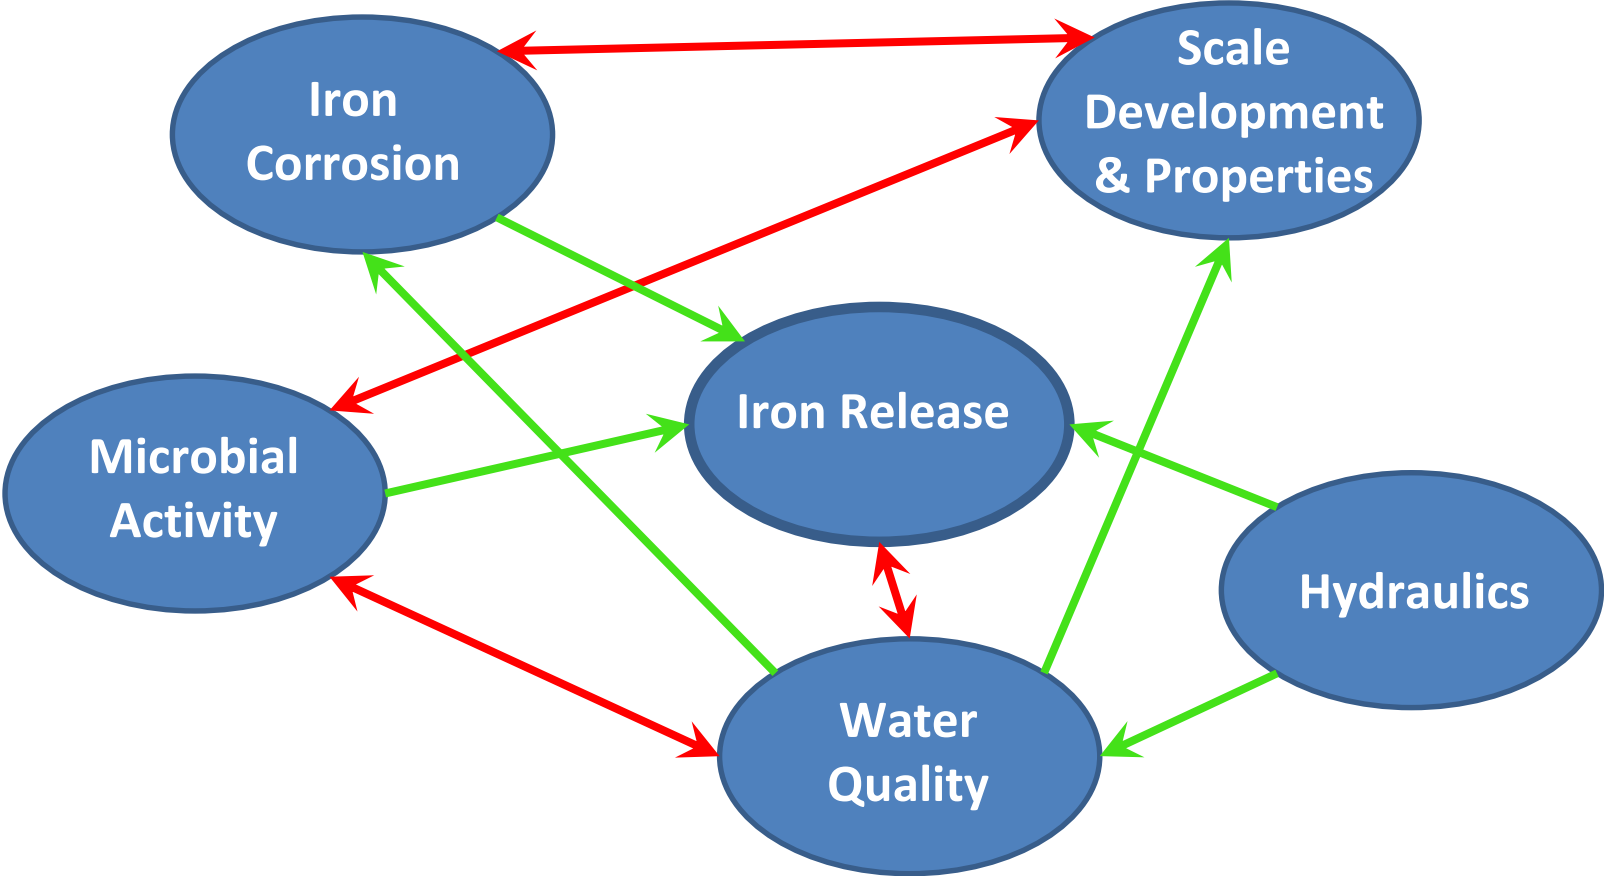 Iron
Corrosion
Scale
Development
& Properties
Iron Release
Microbial
Activity
Hydraulics
Water
Quality